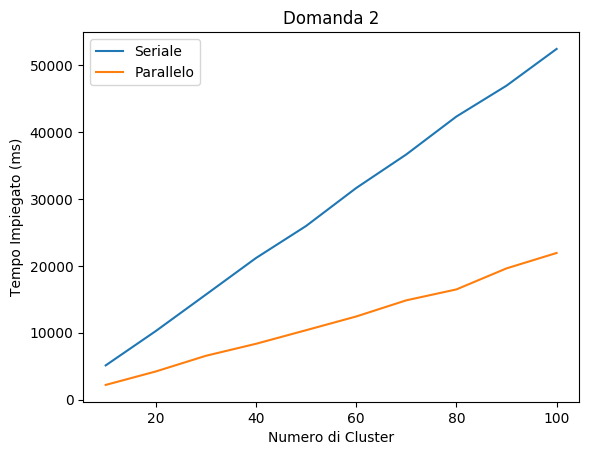 Domanda 2
Seriale
Parallelo
50000
40000
30000
20000
10000
0
Tempo Impiegato (ms)
20
40
60
80
100
Numero di Cluster